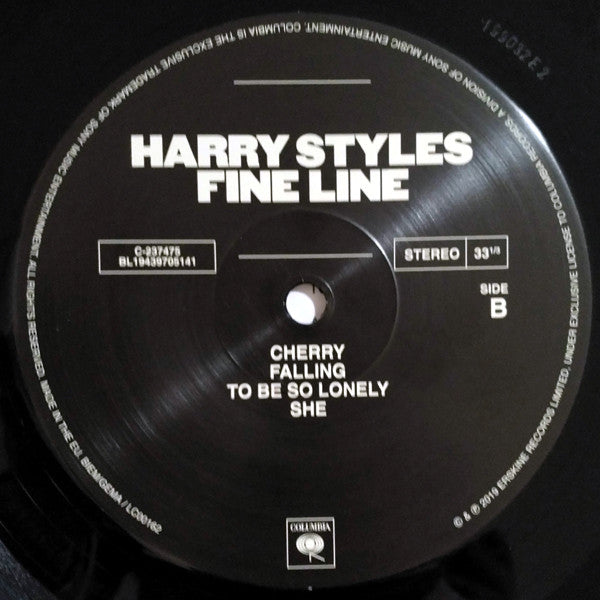 HARRY STYLES
FINE LINE
C-237475
BL19439705141
STEREO 33 1/3
SIDE
B
CHERRY
FALLING
TO BE SO LONELY
SHE
COLUMBIA
℗ & © 2019 ERSKINE RECORDS LIMITED, UNDER EXCLUSIVE LICENSE TO COLUMBIA RECORDS, A DIVISION OF SONY MUSIC ENTERTAINMENT. COLUMBIA IS THE EXCLUSIVE TRADEMARK OF SONY MUSIC ENTERTAINMENT. ALL RIGHTS RESERVED. MADE IN THE EU. BIEM/GEMA / LC00162